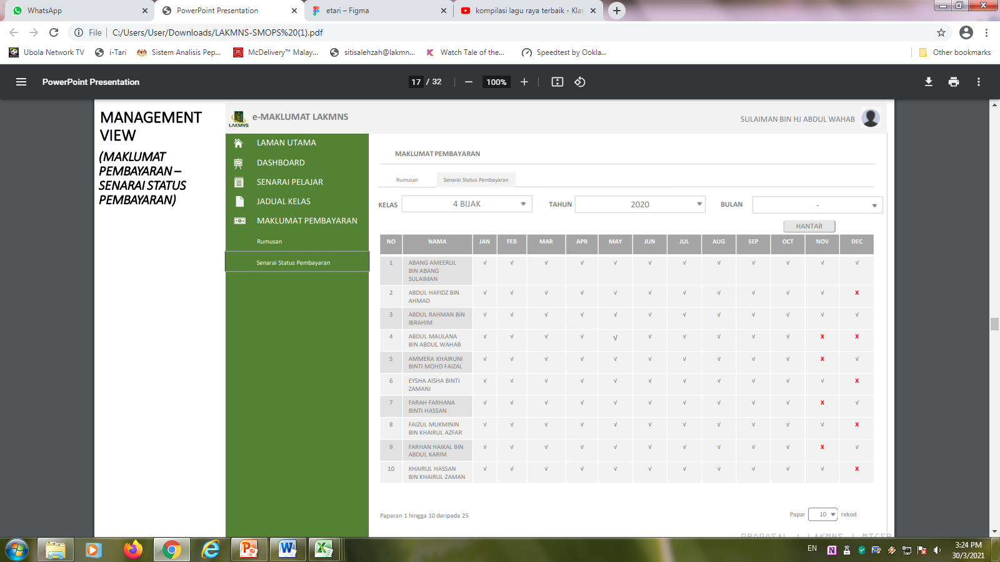 WhatsApp
PowerPoint Presentation
etari – Figma
kompilasi lagu raya terbaik - Klas
File
C:/Users/User/Downloads/LAKMNS-SMOPS%20(1).pdf
Ubola Network TV
i-Tari
Sistem Analisis Pep...
McDelivery™ Malay...
sitisalehzah@lakmn...
Watch Tale of the...
Speedtest by Ookla...
Other bookmarks
PowerPoint Presentation
17 / 32
100%
MANAGEMENT
VIEW
(MAKLUMAT
PEMBAYARAN –
SENARAI STATUS
PEMBAYARAN)
LAKMNS
e-MAKLUMAT LAKMNS
SULAIMAN BIN HJ ABDUL WAHAB
LAMAN UTAMA
DASHBOARD
SENARAI PELAJAR
JADUAL KELAS
MAKLUMAT PEMBAYARAN
Rumusan
Senarai Status Pembayaran
MAKLUMAT PEMBAYARAN
Rumusan
Senarai Status Pembayaran
KELAS 4 BIJAK TAHUN 2020 BULAN -
HANTAR
NO NAMA JAN FEB MAR APR MAY JUN JUL AUG SEP OCT NOV DEC
1 ABANG AMEERUL √ √ √ √ √ √ √ √ √ √ √ √
BIN ABANG
SULAIMAN
2 ABDUL HAFIDZ BIN √ √ √ √ √ √ √ √ √ √ √ X
AHMAD
3 ABDUL RAHMAN BIN √ √ √ √ √ √ √ √ √ √ √ √
IBRAHIM
4 ABDUL MAULANA √ √ √ √ √ √ √ √ √ √ X X
BIN ABDUL WAHAB
5 AMMERA KHAIRUNI √ √ √ √ √ √ √ √ √ √ X √
BINTI MOHD FAIZAL
6 EYSHA AISHA BINTI √ √ √ √ √ √ √ √ √ √ √ X
ZAMANI
7 FARAH FARHANA √ √ √ √ √ √ √ √ √ √ X √
BINTI HASSAN
8 FAIZUL MUKMININ √ √ √ √ √ √ √ √ √ √ √ X
BIN KHAIRUL AZFAR
9 FARHAN HAIKAL BIN √ √ √ √ √ √ √ √ √ √ X √
ABDUL KARIM
10 KHAIRUL HASSAN √ √ √ √ √ √ √ √ √ √ √ X
BIN KHAIRUL ZAMAN
Paparan 1 hingga 10 daripada 25
Papar 10 rekod
EN
3:24 PM
30/3/2021